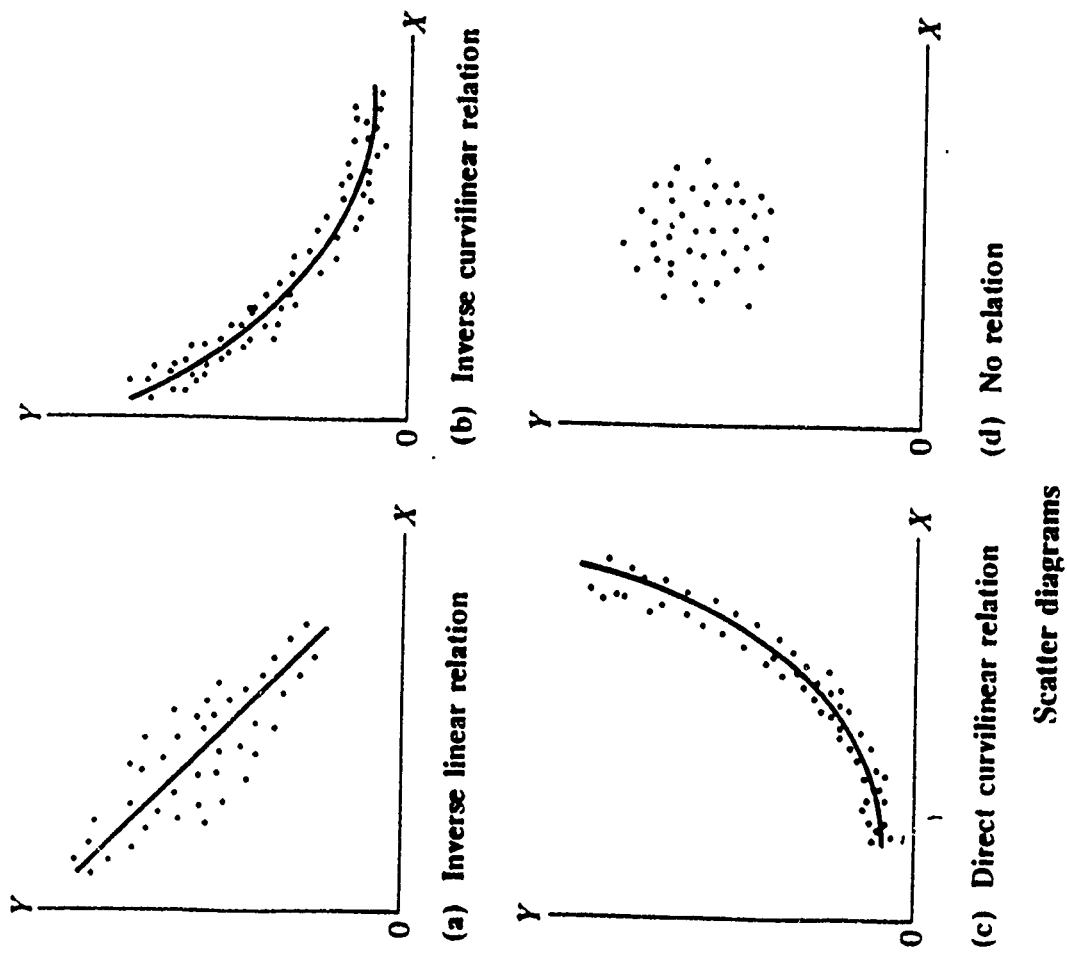 Y
0
X
(a) Inverse linear relation
Y
0
X
(b) Inverse curvilinear relation
Y
0
X
(c) Direct curvilinear relation
Y
0
X
(d) No relation
Scatter diagrams